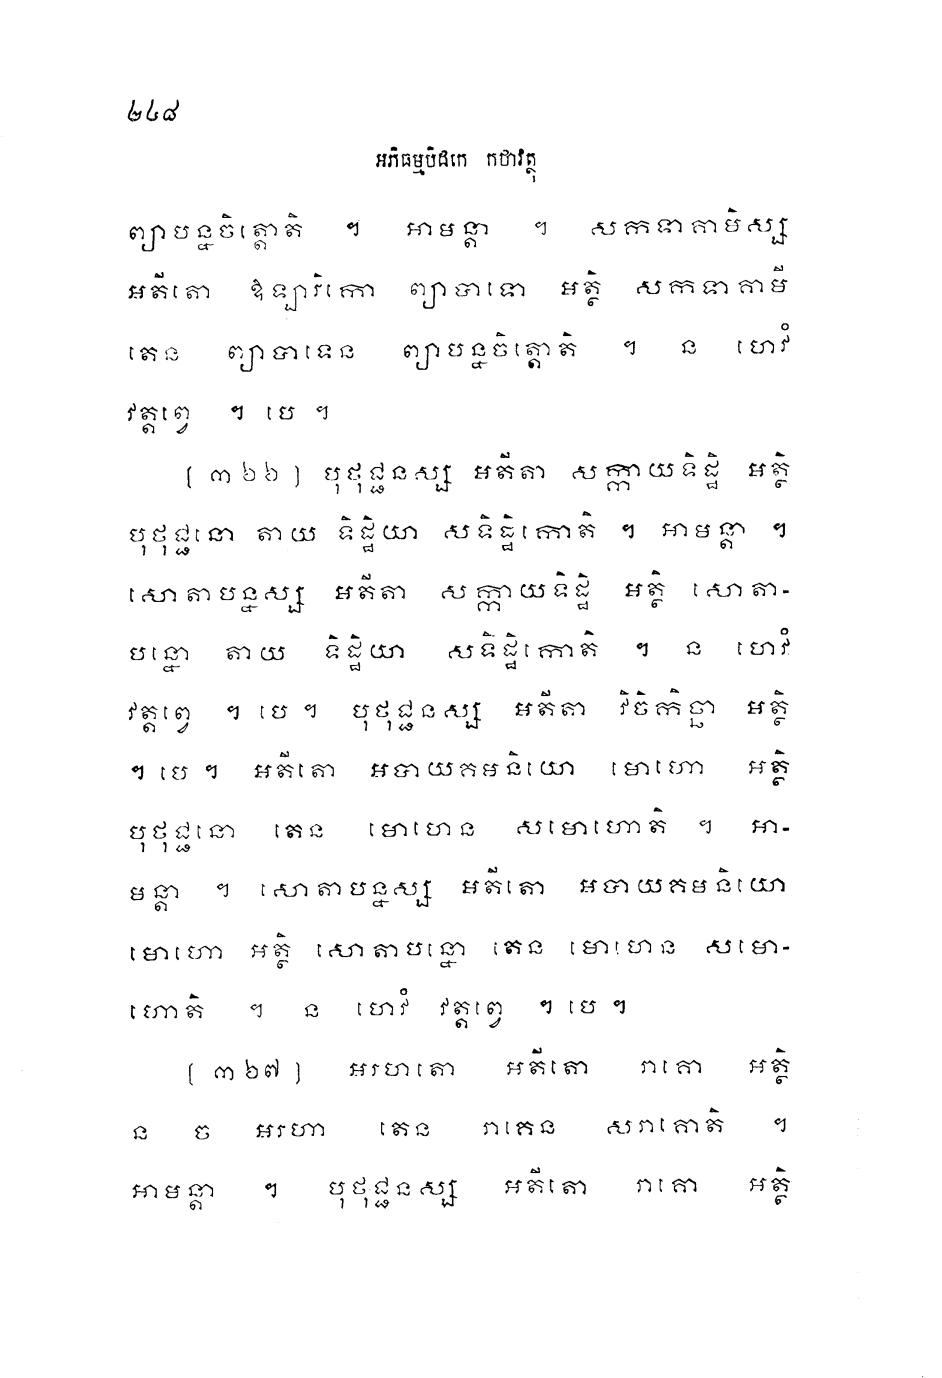 ២៤៨
អភិធម្មបិដកេ កថាវត្ថុ
ព្យាបន្នចិត្តោតិ ។ អាមន្តា ។ សកទាគាមិស្ស
អតីតោ ឱឡារិកោ ព្យាបាទោ អត្ថិ សកទាគាមី
តេន ព្យាបាទេន ព្យាបន្នចិត្តោតិ ។ ន ហេវំ
វត្តព្វេ ។ បេ ។
[ ៣៦៦ ] បុថុជ្ជនស្ស អតីតា សក្កាយទិដ្ឋិ អត្ថិ
បុថុជ្ជនោ តាយ ទិដ្ឋិយា សទិដ្ឋិកោតិ ។ អាមន្តា ។
សោតាបន្នស្ស អតីតា សក្កាយទិដ្ឋិ អត្ថិ សោតា-
បន្នោ តាយ ទិដ្ឋិយា សទិដ្ឋិកោតិ ។ ន ហេវំ
វត្តព្វេ ។ បេ ។ បុថុជ្ជនស្ស អតីតា វិចិកិច្ឆា អត្ថិ
។ បេ ។ អតីតោ អបាយគមនិយោ មោហោ អត្ថិ
បុថុជ្ជនោ តេន មោហេន សមោហោតិ ។ អា-
មន្តា ។ សោតាបន្នស្ស អតីតោ អបាយគមនិយោ
មោហោ អត្ថិ សោតាបន្នោ តេន មោហេន សមោ-
ហោតិ ។ ន ហេវំ វត្តព្វេ ។ បេ ។
[ ៣៦៧ ] អរហតោ អតីតោ រាគោ អត្ថិ
ន ច អរហា តេន រាគេន សរាគោតិ ។
អាមន្តា ។ បុថុជ្ជនស្ស អតីតោ រាគោ អត្ថិ